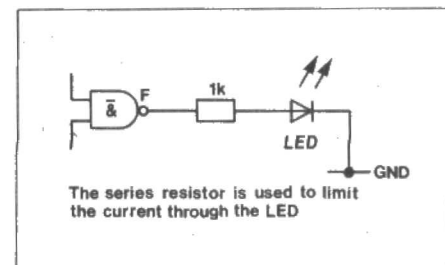 F
1k
&
LED
GND
The series resistor is used to limit
the current through the LED